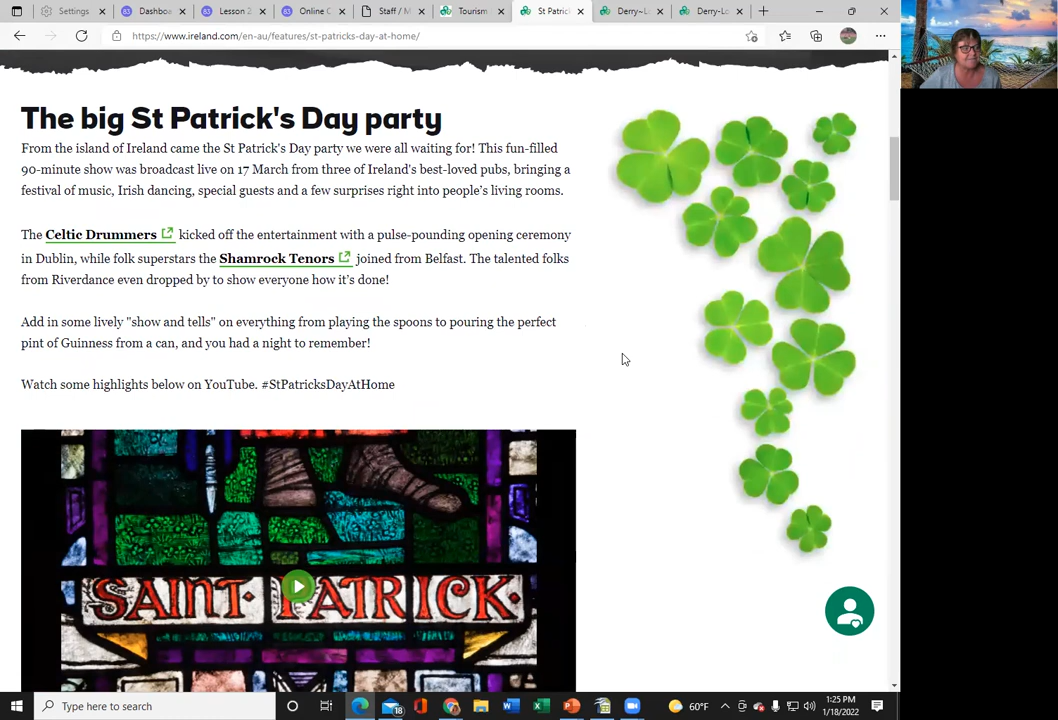 Settings
Dashboa
Lesson 2
Online C
Staff / M
Tourism
St Patrick
Derry~L
Derry-Lo
https://www.ireland.com/en-au/features/st-patricks-day-at-home/
The big St Patrick's Day party
From the island of Ireland came the St Patrick's Day party we were all waiting for! This fun-filled
90-minute show was broadcast live on 17 March from three of Ireland's best-loved pubs, bringing a
festival of music, Irish dancing, special guests and a few surprises right into people's living rooms.
The Celtic Drummers kicked off the entertainment with a pulse-pounding opening ceremony
in Dublin, while folk superstars the Shamrock Tenors joined from Belfast. The talented folks
from Riverdance even dropped by to show everyone how it's done!
Add in some lively "show and tells" on everything from playing the spoons to pouring the perfect
pint of Guinness from a can, and you had a night to remember!
Watch some highlights below on YouTube. #StPatricksDayAtHome
SAINT·PATRICK·
Type here to search
18
60°F
1:25 PM
1/18/2022